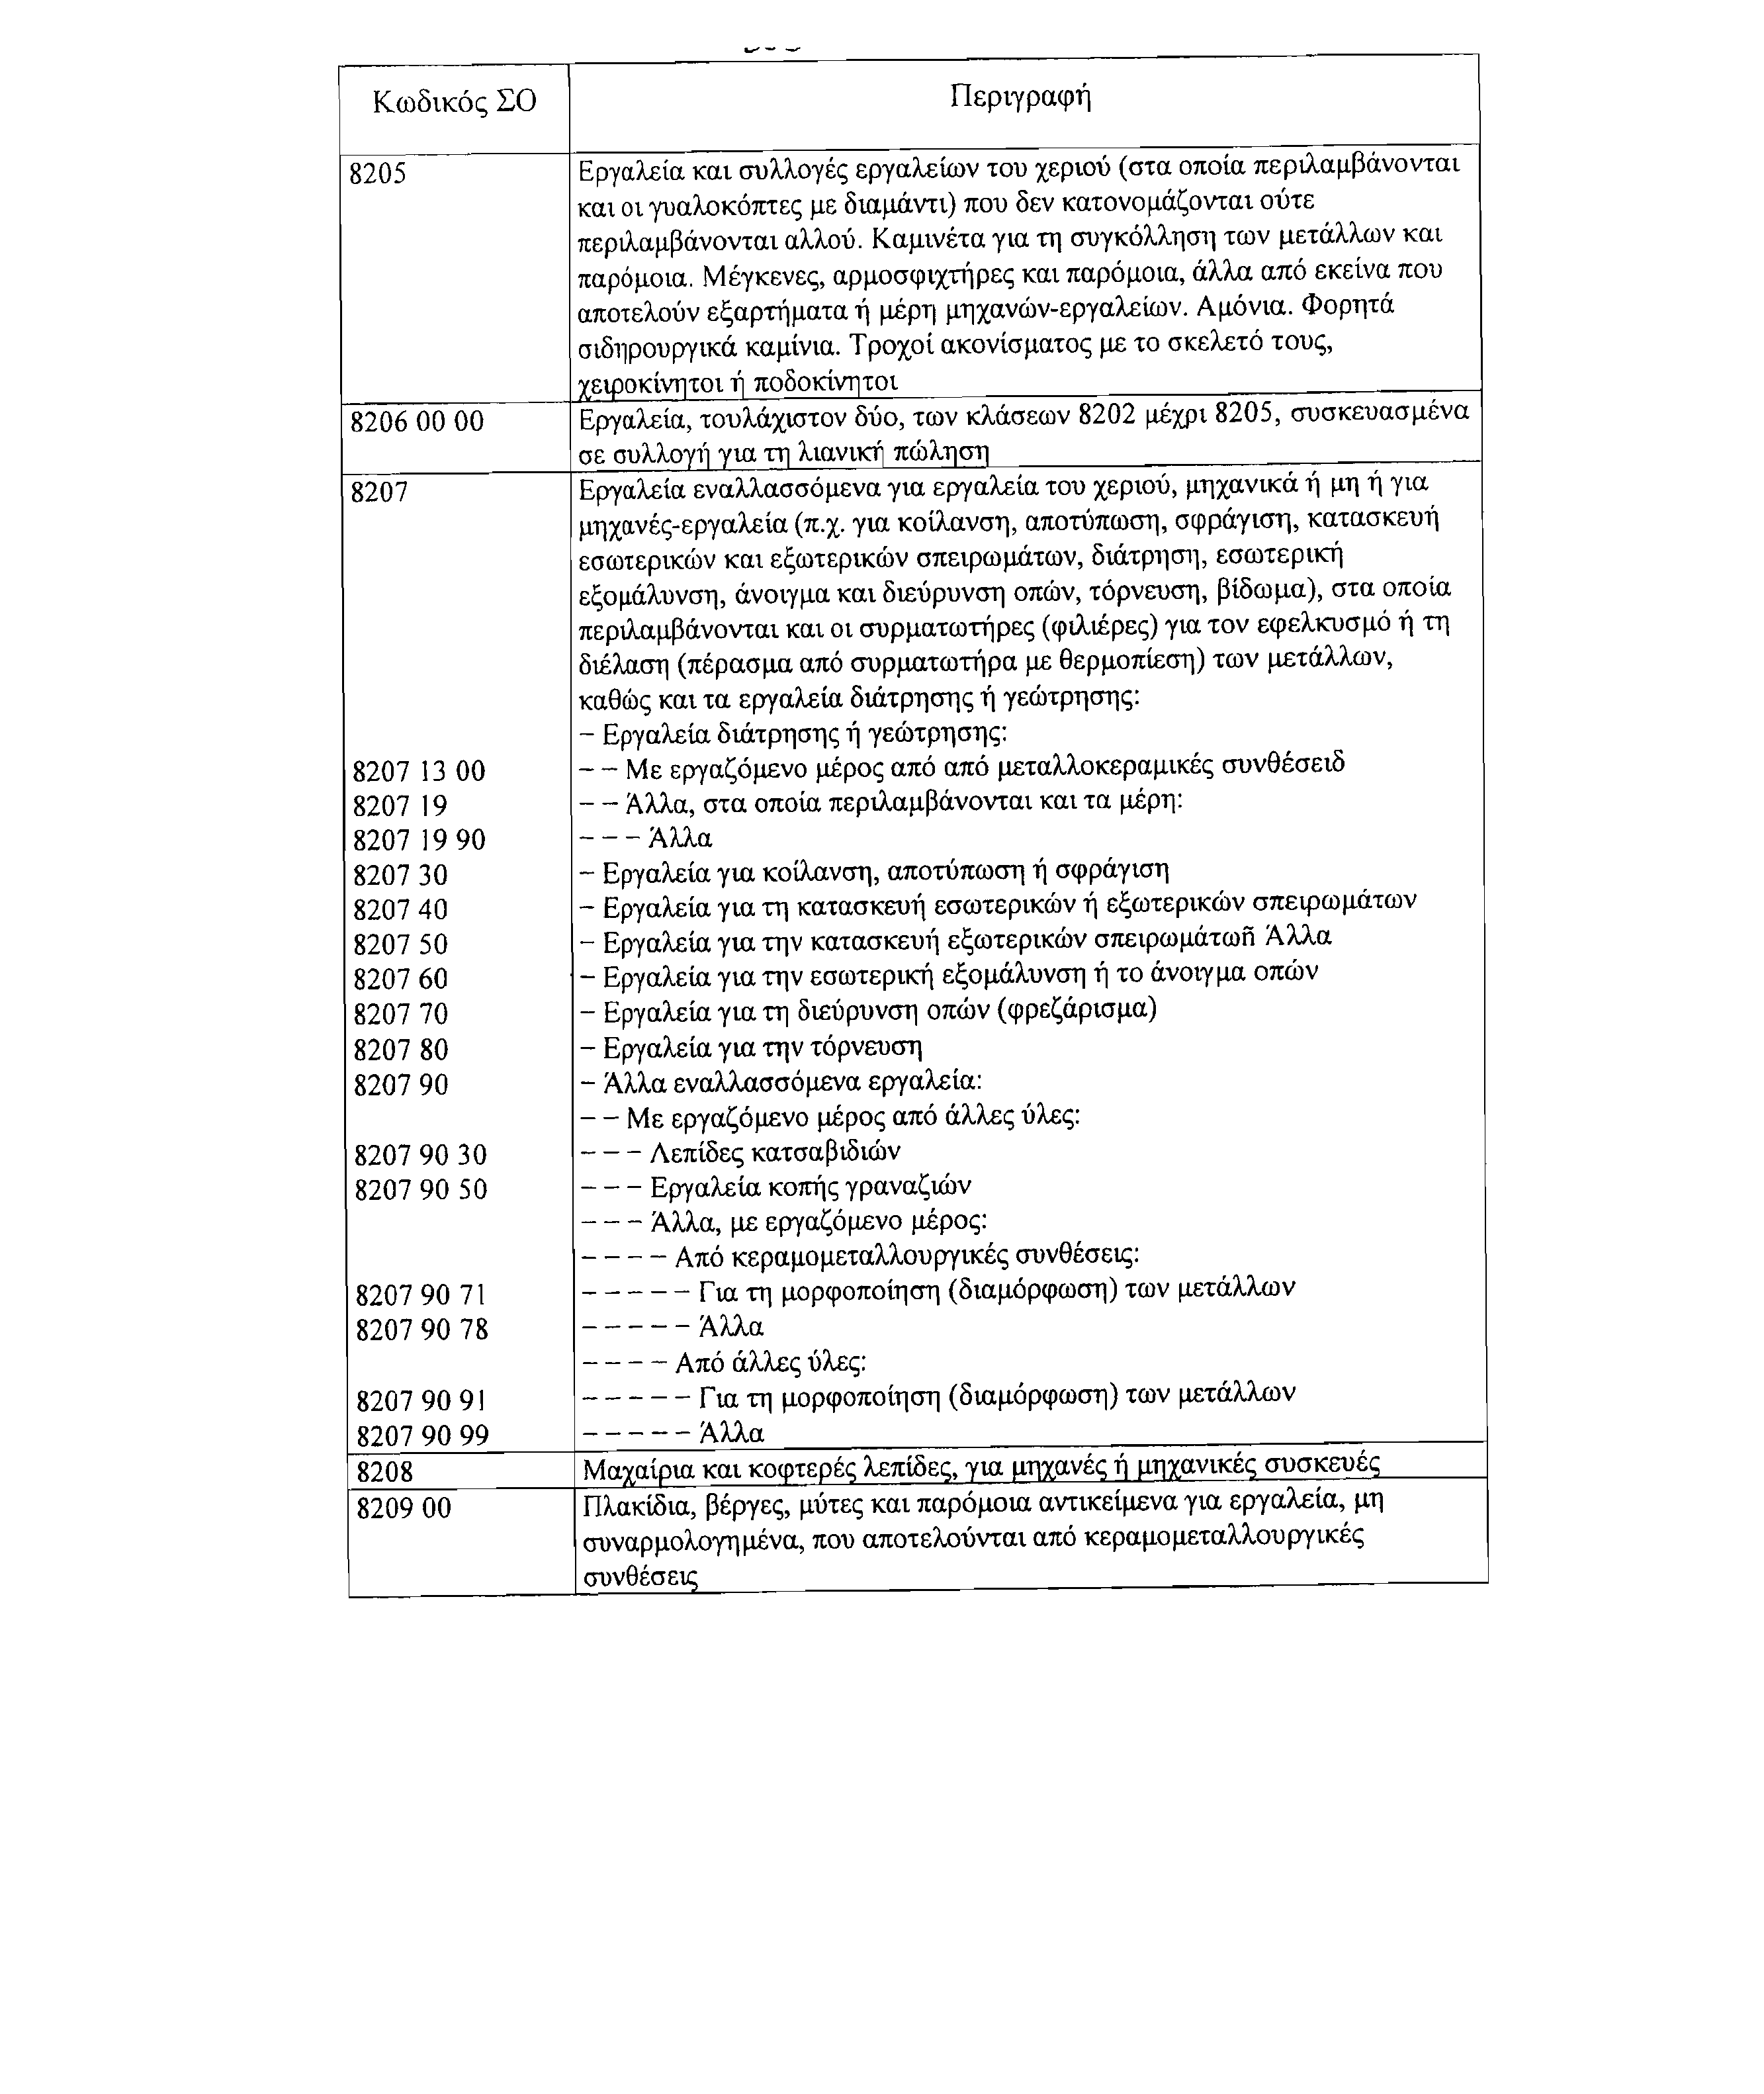 Κωδικός ΣΟ Περιγραφή
8205 Εργαλεία και συλλογές εργαλείων του χεριού (στα οποία περιλαμβάνονται
και οι γυαλοκόπτες με διαμάντι) που δεν κατονομάζονται ούτε
περιλαμβάνονται αλλού. Καμινέτα για τη συγκόλληση των μετάλλων και
παρόμοια. Μέγκενες, αρμοσφιχτήρες και παρόμοια, άλλα από εκείνα που
αποτελούν εξαρτήματα ή μέρη μηχανών-εργαλείων. Αμόνια. Φορητά
σιδηρουργικά καμίνια. Τροχοί ακονίσματος με το σκελετό τους,
χειροκίνητοι ή ποδοκίνητοι
8206 00 00 Εργαλεία, τουλάχιστον δύο, των κλάσεων 8202 μέχρι 8205, συσκευασμένα
σε συλλογή για τη λιανική πώληση
8207 Εργαλεία εναλλασσόμενα για εργαλεία του χεριού, μηχανικά ή μη ή για
μηχανές-εργαλεία (π.χ. για κοίλανση, αποτύπωση, σφράγιση, κατασκευή
εσωτερικών και εξωτερικών σπειρωμάτων, διάτρηση, εσωτερική
εξομάλυνση, άνοιγμα και διεύρυνση οπών, τόρνευση, βίδωμα), στα οποία
περιλαμβάνονται και οι συρματωτήρες (φιλιέρες) για τον εφελκυσμό ή τη
διέλαση (πέρασμα από συρματωτήρα με θερμοπίεση) των μετάλλων,
καθώς και τα εργαλεία διάτρησης ή γεώτρησης:
– Εργαλεία διάτρησης ή γεώτρησης:
8207 13 00 – – Με εργαζόμενο μέρος από από μεταλλοκεραμικές συνθέσειδ
8207 19 – – Άλλα, στα οποία περιλαμβάνονται και τα μέρη:
8207 19 90 – – – Άλλα
8207 30 – Εργαλεία για κοίλανση, αποτύπωση ή σφράγιση
8207 40 – Εργαλεία για τη κατασκευή εσωτερικών ή εξωτερικών σπειρωμάτων
8207 50 – Εργαλεία για την κατασκευή εξωτερικών σπειρωμάτωñ Άλλα
8207 60 – Εργαλεία για την εσωτερική εξομάλυνση ή το άνοιγμα οπών
8207 70 – Εργαλεία για τη διεύρυνση οπών (φρεζάρισμα)
8207 80 – Εργαλεία για την τόρνευση
8207 90 – Άλλα εναλλασσόμενα εργαλεία:
– – Με εργαζόμενο μέρος από άλλες ύλες:
8207 90 30 – – – Λεπίδες κατσαβιδιών
8207 90 50 – – – Εργαλεία κοπής γραναζιών
– – – Άλλα, με εργαζόμενο μέρος:
– – – – Από κεραμομεταλλουργικές συνθέσεις:
8207 90 71 – – – – – Για τη μορφοποίηση (διαμόρφωση) των μετάλλων
8207 90 78 – – – – – Άλλα
– – – – Από άλλες ύλες:
8207 90 91 – – – – – Για τη μορφοποίηση (διαμόρφωση) των μετάλλων
8207 90 99 – – – – – Άλλα
8208 Μαχαίρια και κοφτερές λεπίδες, για μηχανές ή μηχανικές συσκευές
8209 00 Πλακίδια, βέργες, μύτες και παρόμοια αντικείμενα για εργαλεία, μη
συναρμολογημένα, που αποτελούνται από κεραμομεταλλουργικές
συνθέσεις